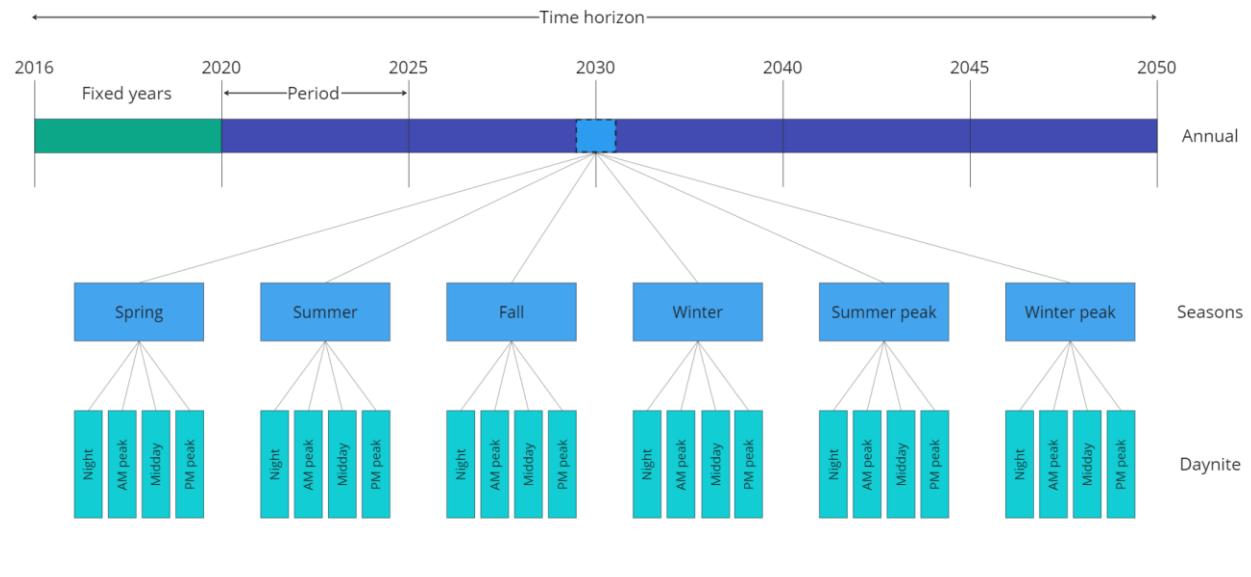 Time horizon
2016 2020 2025 2030 2040 2045 2050
Fixed years Period
Annual
Spring Summer Fall Winter Summer peak Winter peak Seasons
Night AM peak Midday PM peak Night AM peak Midday PM peak Night AM peak Midday PM peak Night AM peak Midday PM peak Night AM peak Midday PM peak Night AM peak Midday PM peak Daynite